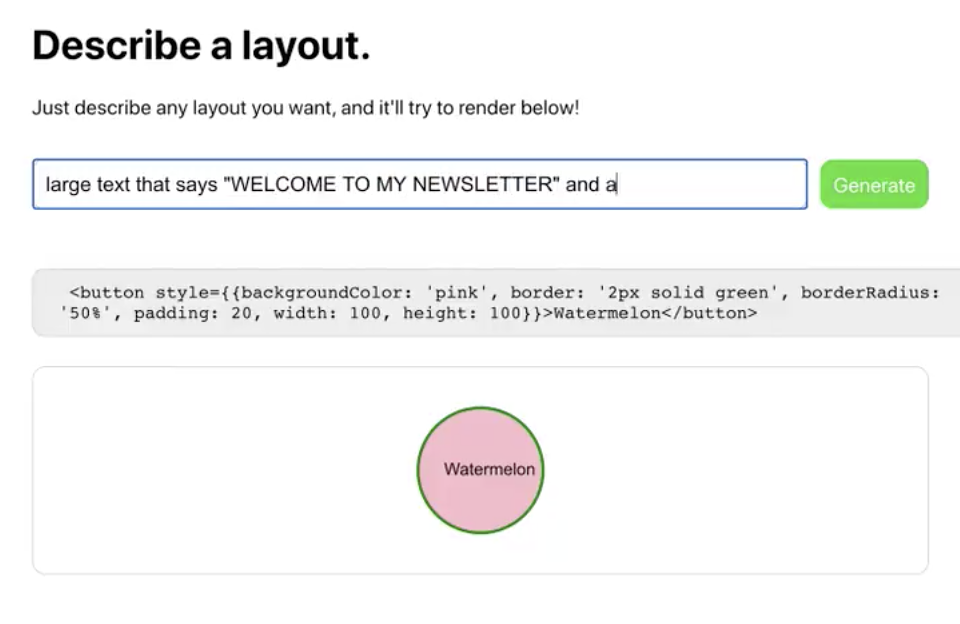 Describe a layout.
Just describe any layout you want, and it'll try to render below!
large text that says "WELCOME TO MY NEWSLETTER" and a
Generate
<button style={{backgroundColor: 'pink', border: '2px solid green', borderRadius:
'50%', padding: 20, width: 100, height: 100}}>Watermelon</button>
Watermelon